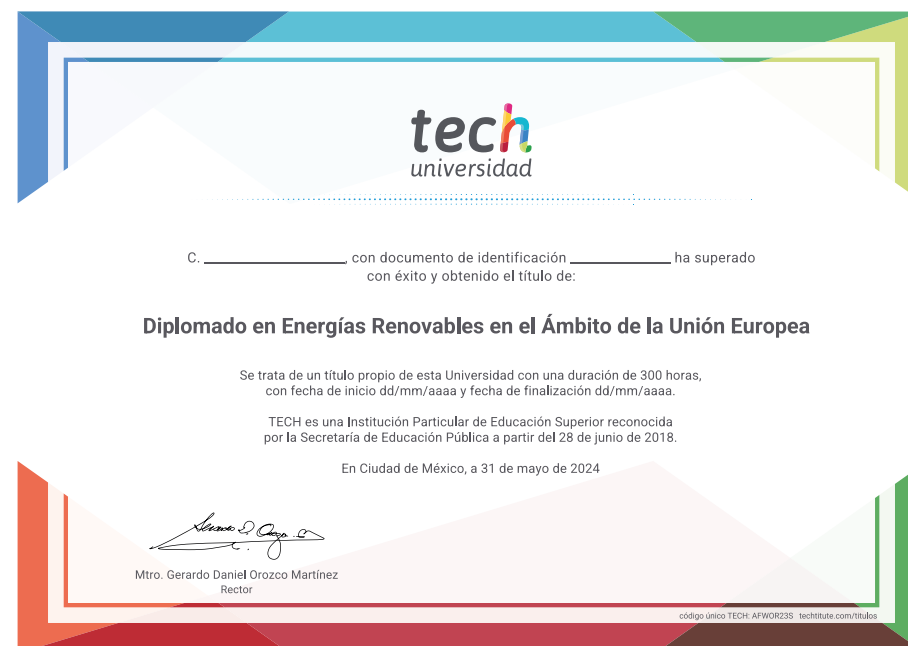 tech
universidad
C. ____________________, con documento de identificación ______________ ha superado
con éxito y obtenido el título de:
Diplomado en Energías Renovables en el Ámbito de la Unión Europea
Se trata de un título propio de esta Universidad con una duración de 300 horas,
con fecha de inicio dd/mm/aaaa y fecha de finalización dd/mm/aaaa.
TECH es una Institución Particular de Educación Superior reconocida
por la Secretaría de Educación Pública a partir del 28 de junio de 2018.
En Ciudad de México, a 31 de mayo de 2024
Mtro. Gerardo Daniel Orozco Martínez
Rector
código único TECH: AFWOR23S techtitute.com/titulos